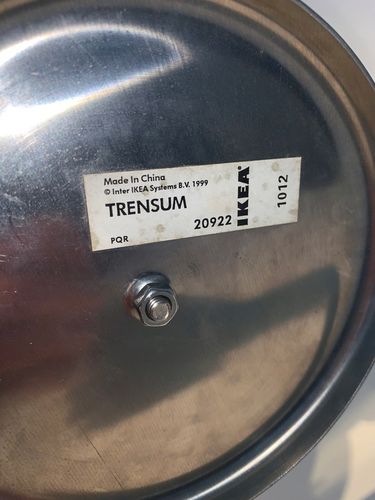 Made In China
© Inter IKEA Systems B.V. 1999
TRENSUM
20922
PQR
IKEA
1012